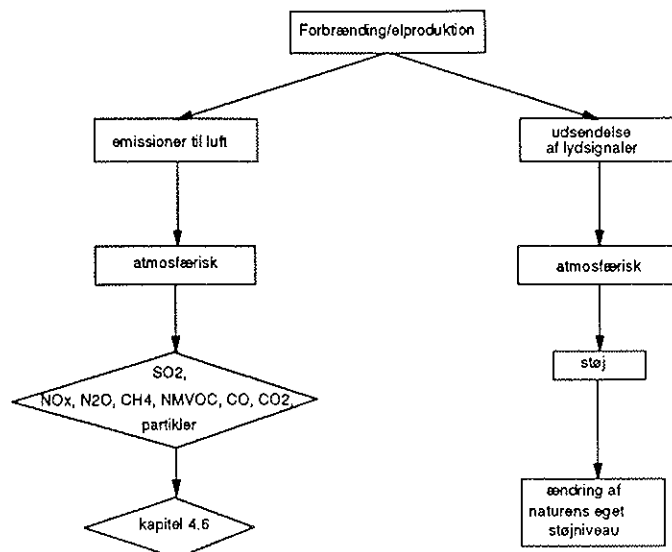 Forbrænding/elproduktion
emissioner til luft
udsendelse
af lydsignaler
atmosfærisk
atmosfærisk
SO2,
NOx, N2O, CH4, NMVOC, CO, CO2,
partikler
støj
kapitel 4.6
ændring af
naturens eget
støjniveau